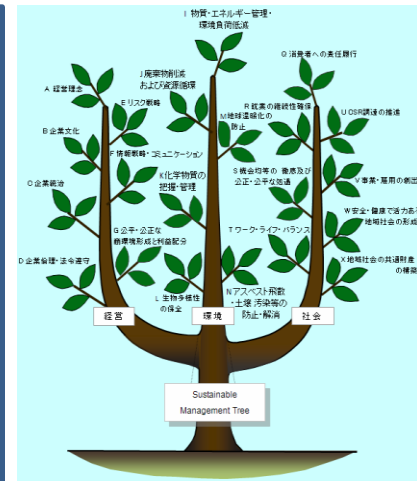 I 物質・エネルギー管理・
環境負荷低減
Q 消費者への責任履行
A 経営理念
J廃棄物削減
および資源循環
E リスク戦略
R 就業の継続性確保
M地球温暖化の
防止
U CSR調達の推進
B 企業文化
F 情報戦略・コミュニケーション
K化学物質の
把握・管理
S 機会均等の 徹底及び
公正・公平な処遇
V 事業・雇用の創出
C 企業統治
W安全・健康で活力ある
地域社会の形成
G 公平・公正な
循環境形成と利益配分
T ワーク・ライフ・バランス
D 企業倫理・法令遵守
X 地域社会の共通財産
の構築
L 生物多様性
の保全
Nアスベスト飛散
・土壌 汚染等の
防止・解消
経営
環境
社会
Sustainable
Management Tree